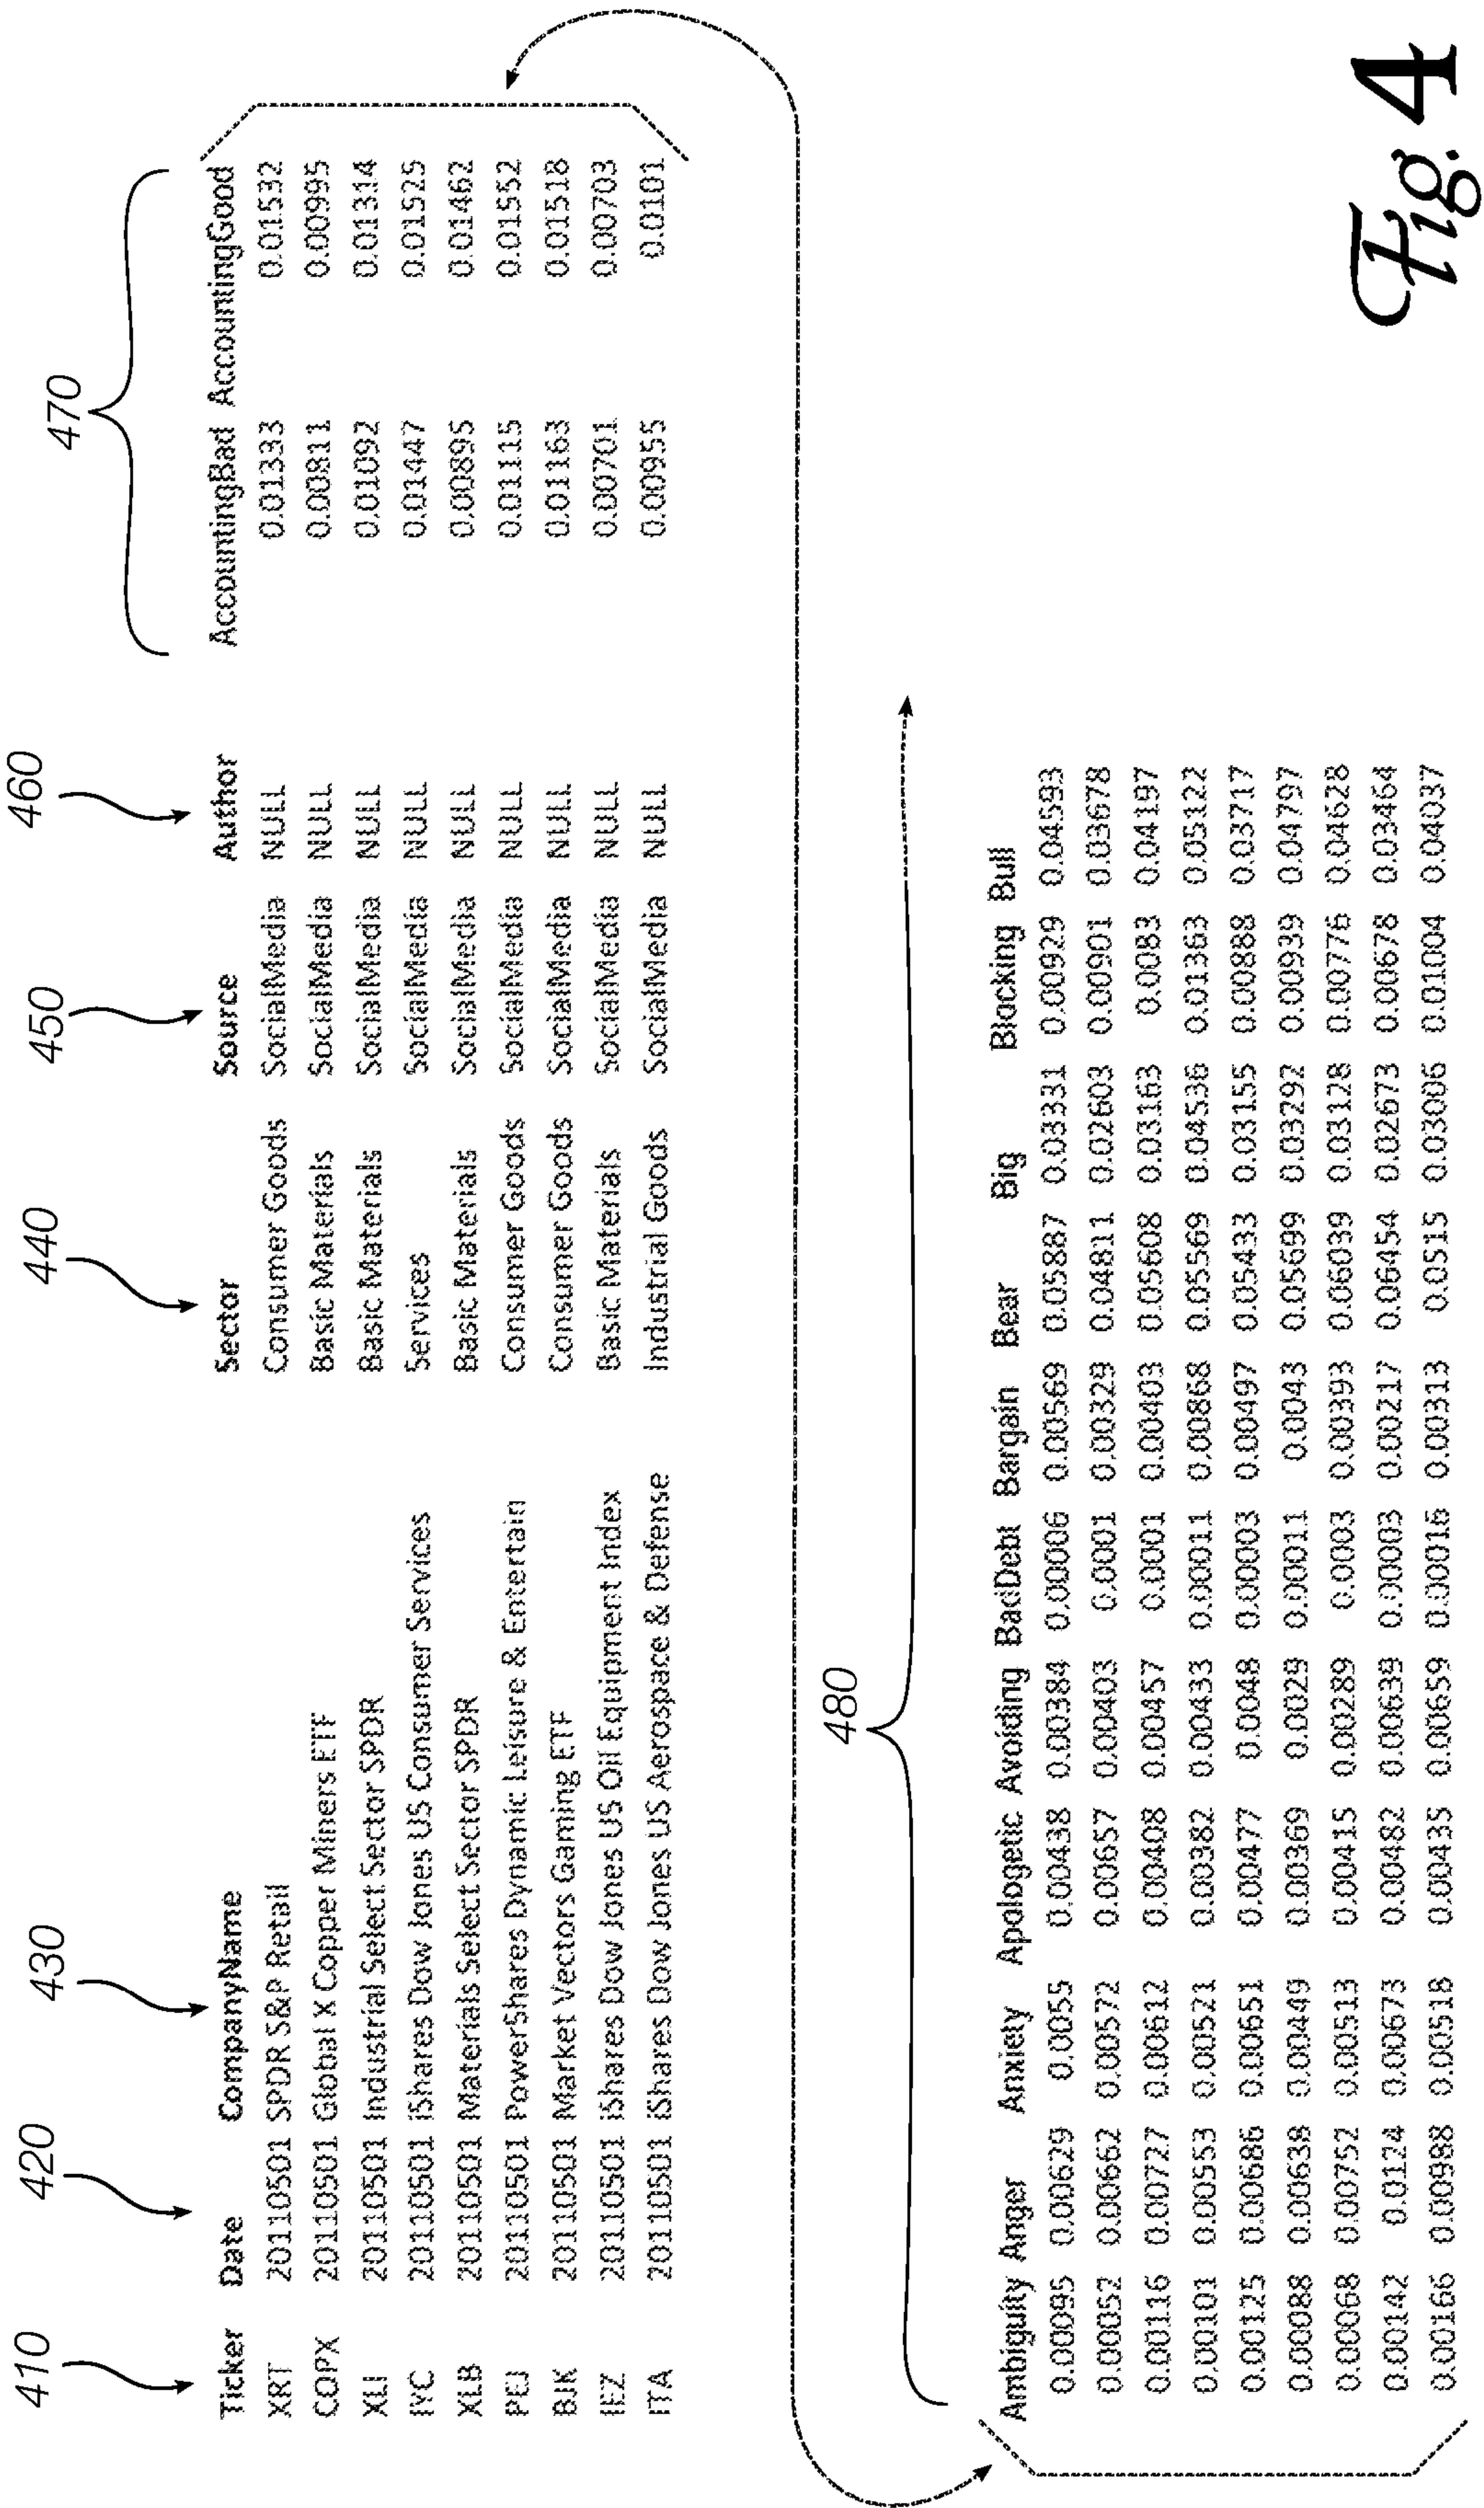 410 420 430 440 450 460 470
Ticker Date CompanyName Sector Source Author AccountingBad AccountingGood
XRT 20110501 SPDR S&P Retail Consumer Goods SocialMedia NULL 0.01333 0.01532
COPX 20110501 Global X Copper Miners ETF Basic Materials SocialMedia NULL 0.00811 0.00995
XLI 20110501 Industrial Select Sector SPDR Basic Materials SocialMedia NULL 0.01092 0.01314
IYC 20110501 iShares Dow Jones US Consumer Services Services SocialMedia NULL 0.01447 0.01525
XLB 20110501 Materials Select Sector SPDR Basic Materials SocialMedia NULL 0.00895 0.01462
PEJ 20110501 PowerShares Dynamic Leisure & Entertain Consumer Goods SocialMedia NULL 0.01115 0.01552
BJK 20110501 Market Vectors Gaming ETF Consumer Goods SocialMedia NULL 0.01163 0.01518
IEZ 20110501 iShares Dow Jones US Oil Equipment Index Basic Materials SocialMedia NULL 0.00701 0.00703
ITA 20110501 iShares Dow Jones US Aerospace & Defense Industrial Goods SocialMedia NULL 0.00955 0.0101
480
Ambiguity Anger Anxiety Apologetic Avoiding BadDebt Bargain Bear Big Blocking Bull
0.00095 0.00629 0.0055 0.00438 0.00384 0.00006 0.00569 0.05887 0.03331 0.00929 0.04593
0.00052 0.00662 0.00572 0.00657 0.00403 0.0001 0.00329 0.04811 0.02603 0.00901 0.03678
0.00116 0.00727 0.00612 0.00408 0.00457 0.0001 0.00403 0.05608 0.03163 0.0083 0.04197
0.00101 0.00553 0.00521 0.00382 0.00433 0.00011 0.00868 0.05569 0.04536 0.01363 0.05122
0.00125 0.00686 0.00651 0.00477 0.0048 0.00003 0.00497 0.05433 0.03155 0.00888 0.03717
0.00088 0.00638 0.00449 0.00369 0.0029 0.00011 0.0043 0.05699 0.03292 0.00939 0.04797
0.00068 0.00752 0.00513 0.00415 0.00289 0.0003 0.00393 0.06039 0.03128 0.00776 0.04628
0.00142 0.0124 0.00673 0.00482 0.00639 0.00003 0.00217 0.06454 0.02673 0.00678 0.03464
0.00166 0.00988 0.00518 0.00435 0.00659 0.00016 0.00313 0.0515 0.03006 0.01004 0.04037
Fig. 4